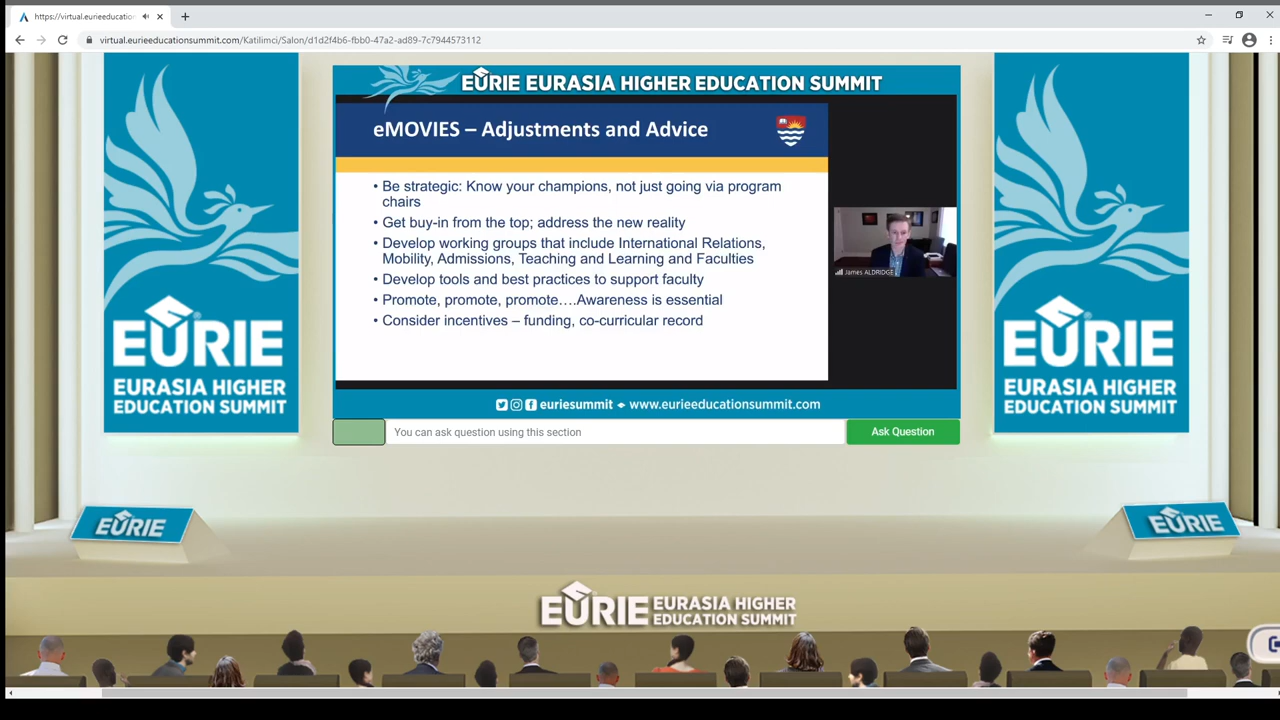 https://virtual.eurieeducation
virtual.eurieeducationsummit.com/Katilimci/Salon/d1d2f4b6-fbb0-47a2-ad89-7c7944573112
EURIE EURASIA HIGHER EDUCATION SUMMIT
eMOVIES – Adjustments and Advice
• Be strategic: Know your champions, not just going via program
chairs
• Get buy-in from the top; address the new reality
• Develop working groups that include International Relations,
Mobility, Admissions, Teaching and Learning and Faculties
• Develop tools and best practices to support faculty
• Promote, promote, promote….Awareness is essential
• Consider incentives – funding, co-curricular record
James ALDRIDGE
euriesummit www.eurieeducationsummit.com
You can ask question using this section
Ask Question
EURIE
EURASIA HIGHER
EDUCATION SUMMIT
EURIE
EURASIA HIGHER
EDUCATION SUMMIT
EURIE
EURIE
EURIE EURASIA HIGHER
EDUCATION SUMMIT